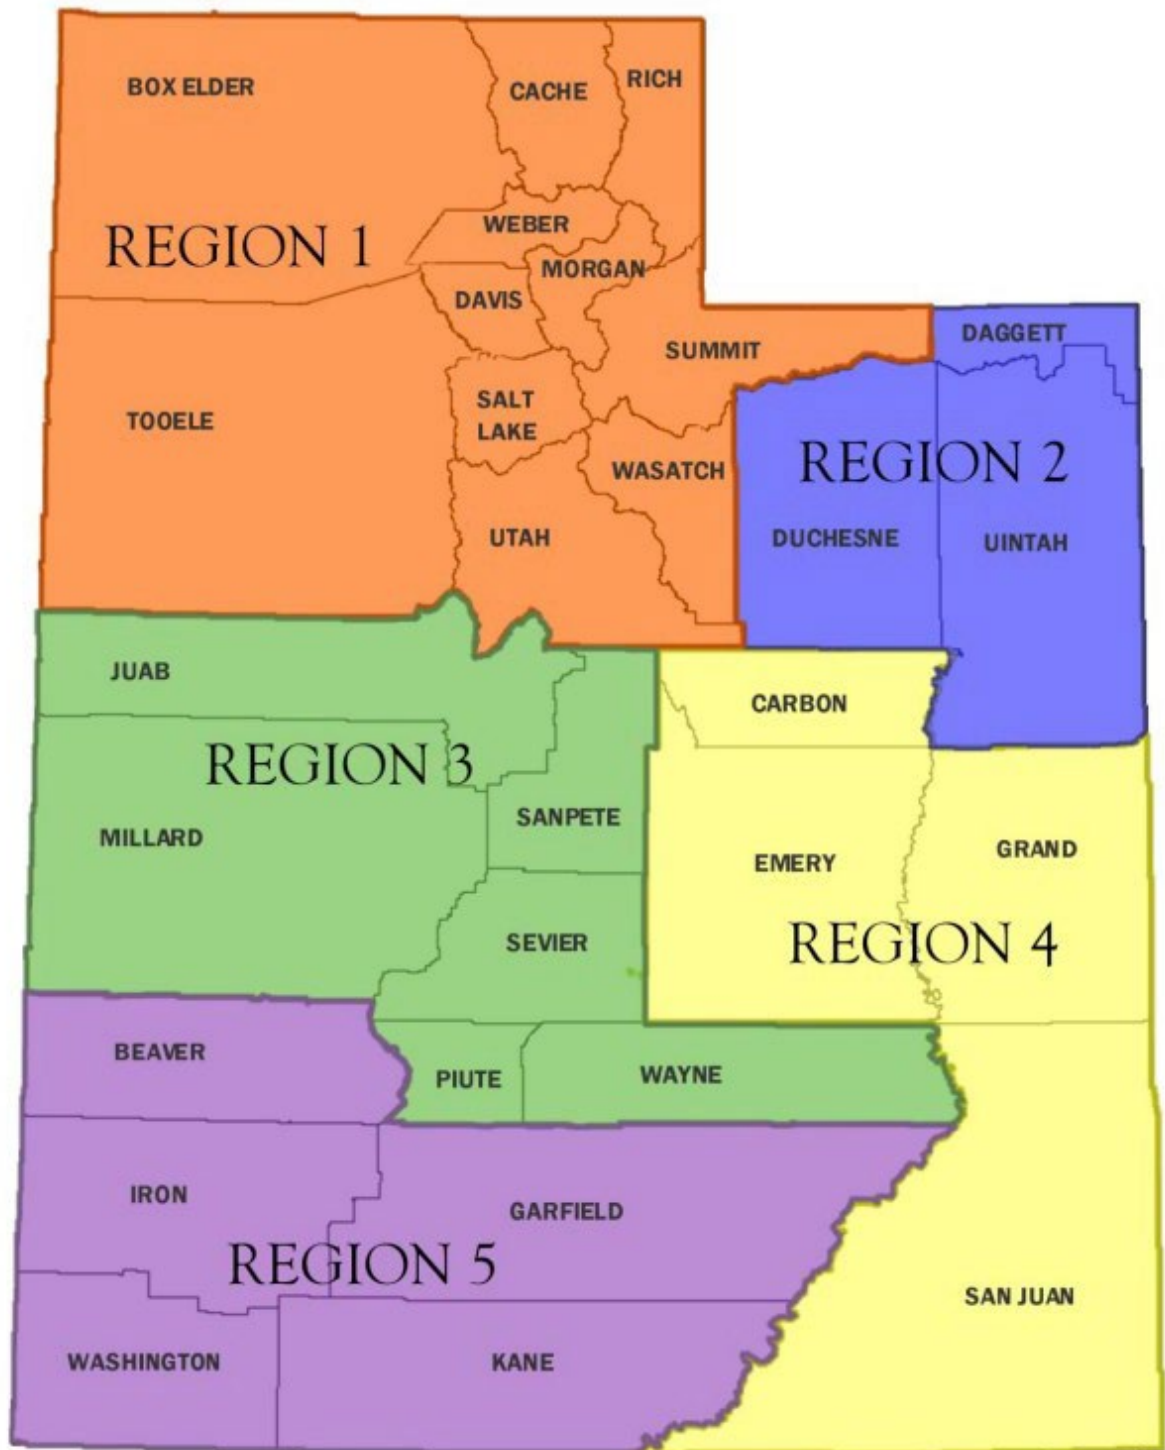 BOX ELDER
CACHE
RICH
REGION 1
WEBER
MORGAN
DAVIS
SUMMIT
TOOELE
SALT
LAKE
WASATCH
UTAH
DAGGETT
REGION 2
DUCHESNE
UINTAH
JUAB
REGION 3
MILLARD
SANPETE
SEVIER
PIUTE
WAYNE
CARBON
EMERY
GRAND
REGION 4
SAN JUAN
BEAVER
IRON
GARFIELD
REGION 5
WASHINGTON
KANE